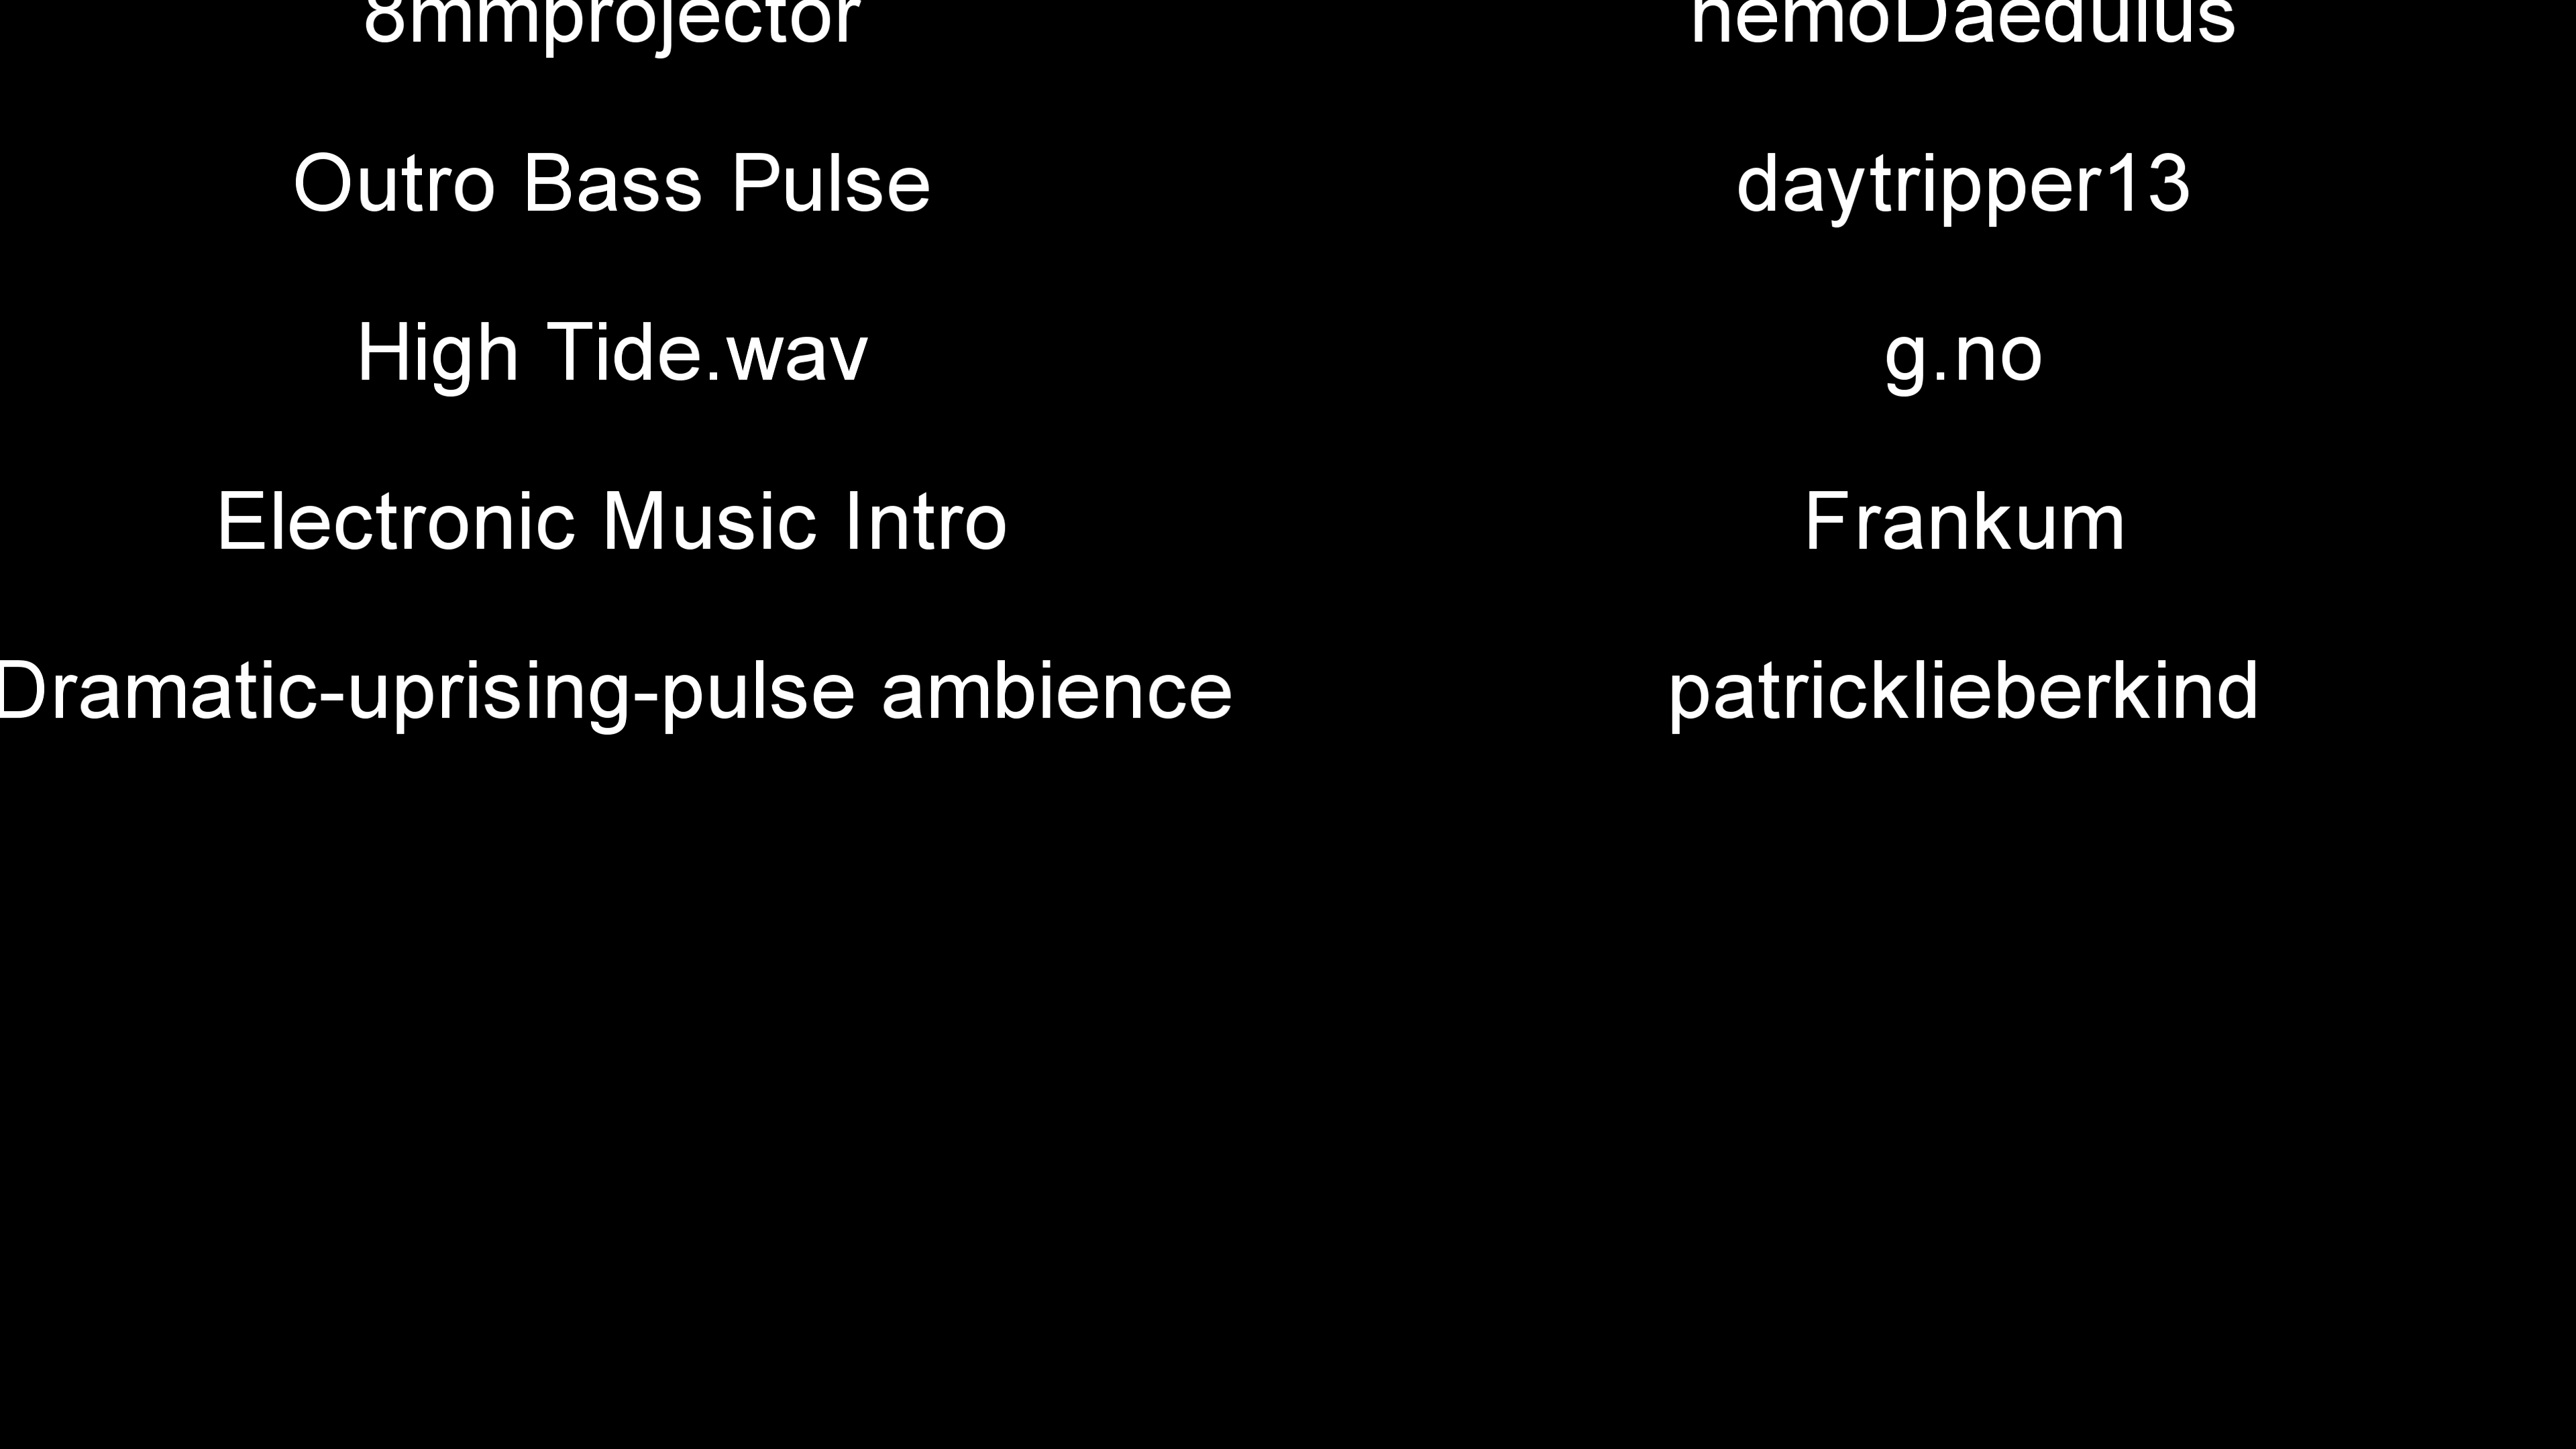 8mmprojector nemoDaedulus
Outro Bass Pulse daytripper13
High Tide.wav g.no
Electronic Music Intro Frankum
Dramatic-uprising-pulse ambience patricklieberkind